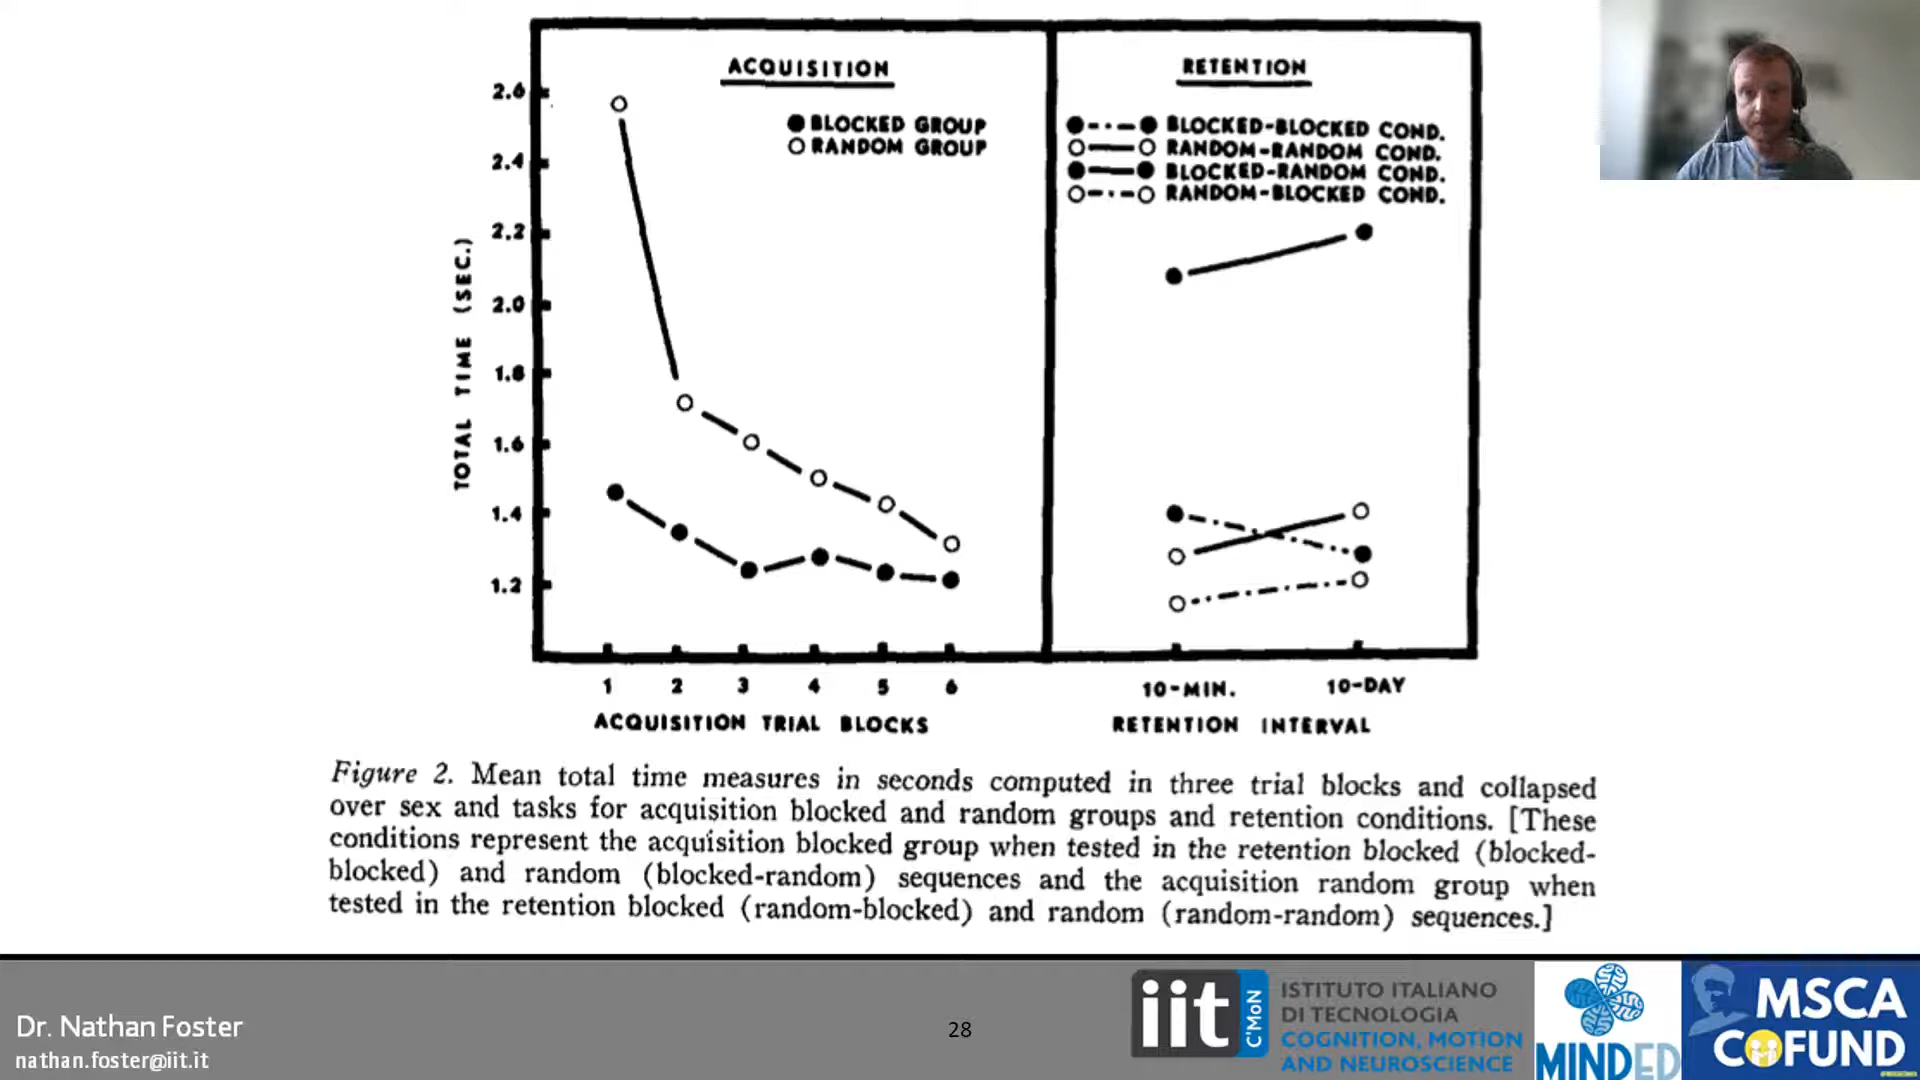 ACQUISITION
BLOCKED GROUP
RANDOM GROUP
RETENTION
BLOCKED-BLOCKED COND.
RANDOM-RANDOM COND.
BLOCKED-RANDOM COND.
RANDOM-BLOCKED COND.
TOTAL TIME (SEC.)
2.6
2.4
2.2
2.0
1.8
1.6
1.4
1.2
1 2 3 4 5 6
ACQUISITION TRIAL BLOCKS
10-MIN. 10-DAY
RETENTION INTERVAL
Figure 2. Mean total time measures in seconds computed in three trial blocks and collapsed
over sex and tasks for acquisition blocked and random groups and retention conditions. [These
conditions represent the acquisition blocked group when tested in the retention blocked (blocked-
blocked) and random (blocked-random) sequences and the acquisition random group when
tested in the retention blocked (random-blocked) and random (random-random) sequences.]
Dr. Nathan Foster
nathan.foster@iit.it
28
iit
C'MoN
ISTITUTO ITALIANO
DI TECNOLOGIA
COGNITION, MOTION
AND NEUROSCIENCE
MINDED
MSCA
COFUND